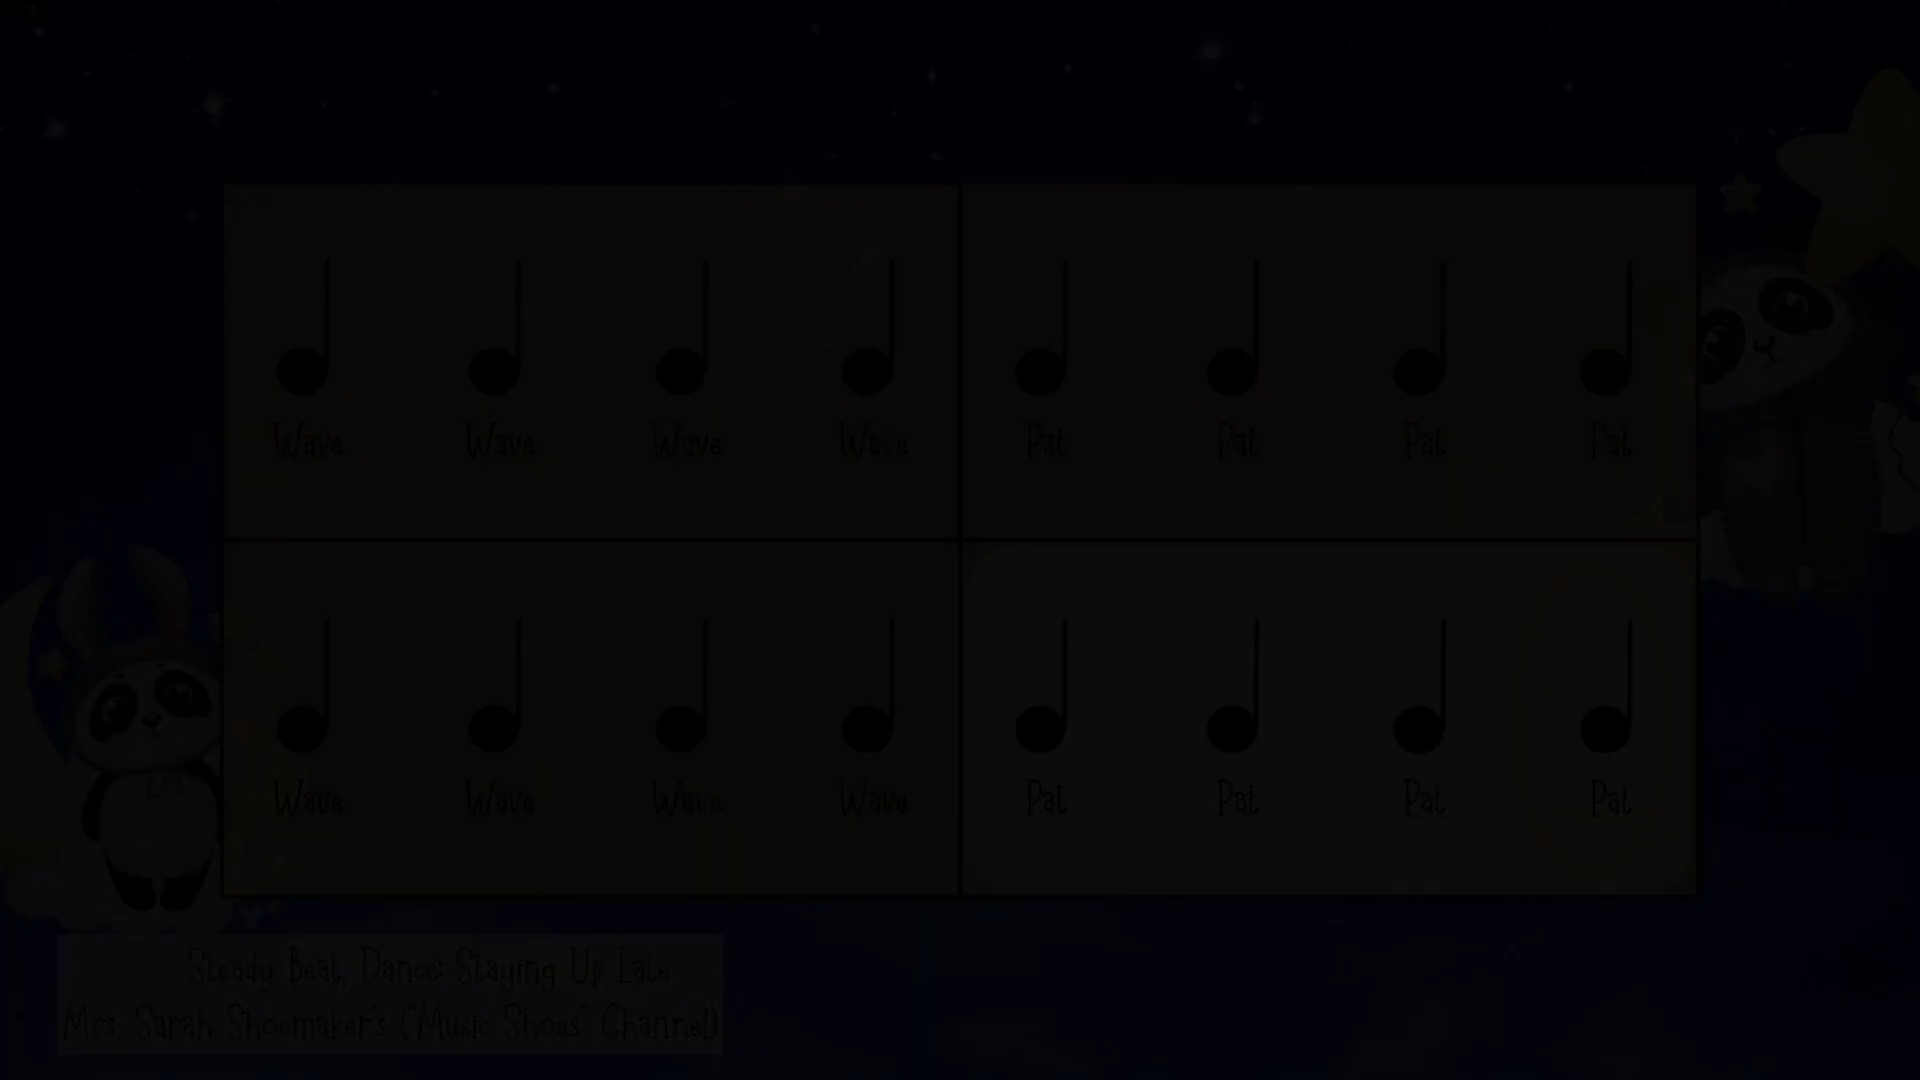 Wave Wave Wave Wave Pat Pat Pat Pat
Wave Wave Wave Wave Pat Pat Pat Pat
Steady Beat, Dance: Staying Up Late
Mrs. Sarah Shoemaker's ("Music Shoes" Channel)